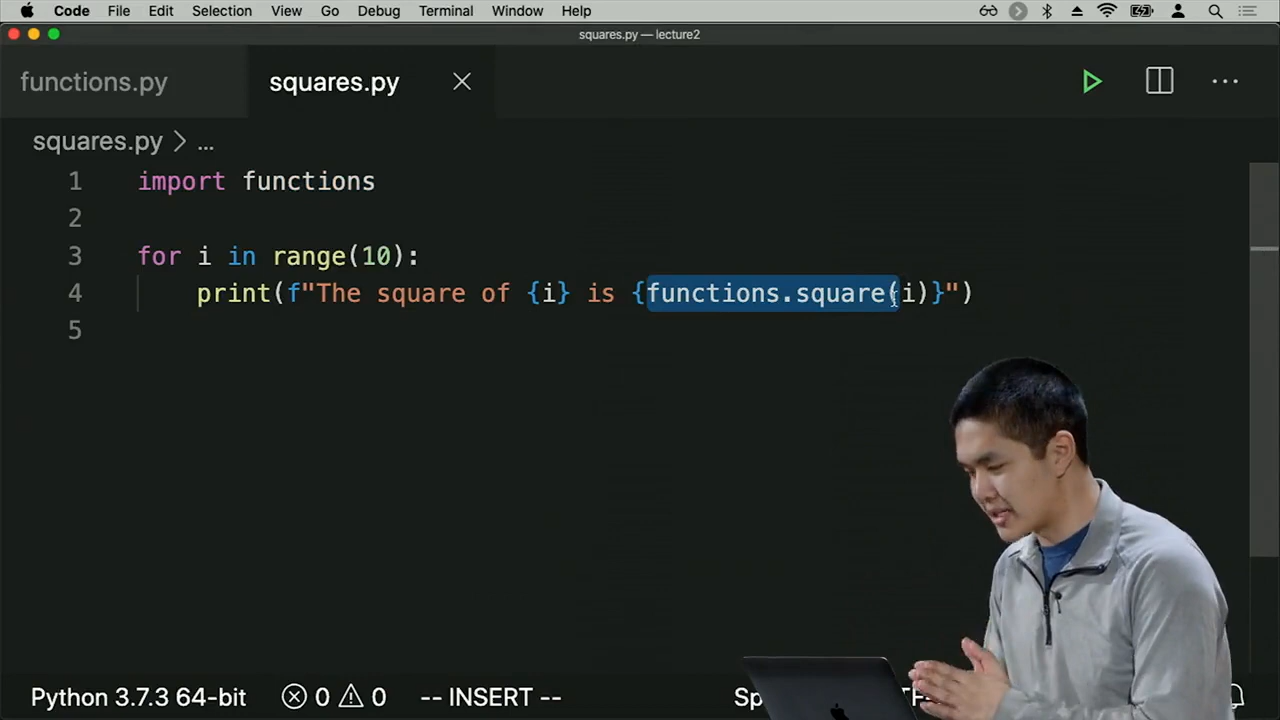 Code File Edit Selection View Go Debug Terminal Window Help
squares.py — lecture2
functions.py squares.py
squares.py > ...
1 import functions
2
3 for i in range(10):
4 print(f"The square of {i} is {functions.square(i)}")
5
Python 3.7.3 64-bit 0 0 -- INSERT --